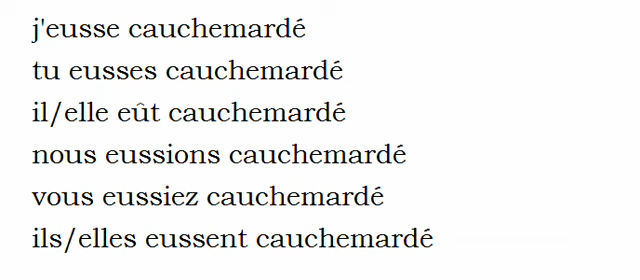 j'eusse cauchemardé
tu eusses cauchemardé
il/elle eût cauchemardé
nous eussions cauchemardé
vous eussiez cauchemardé
ils/elles eussent cauchemardé